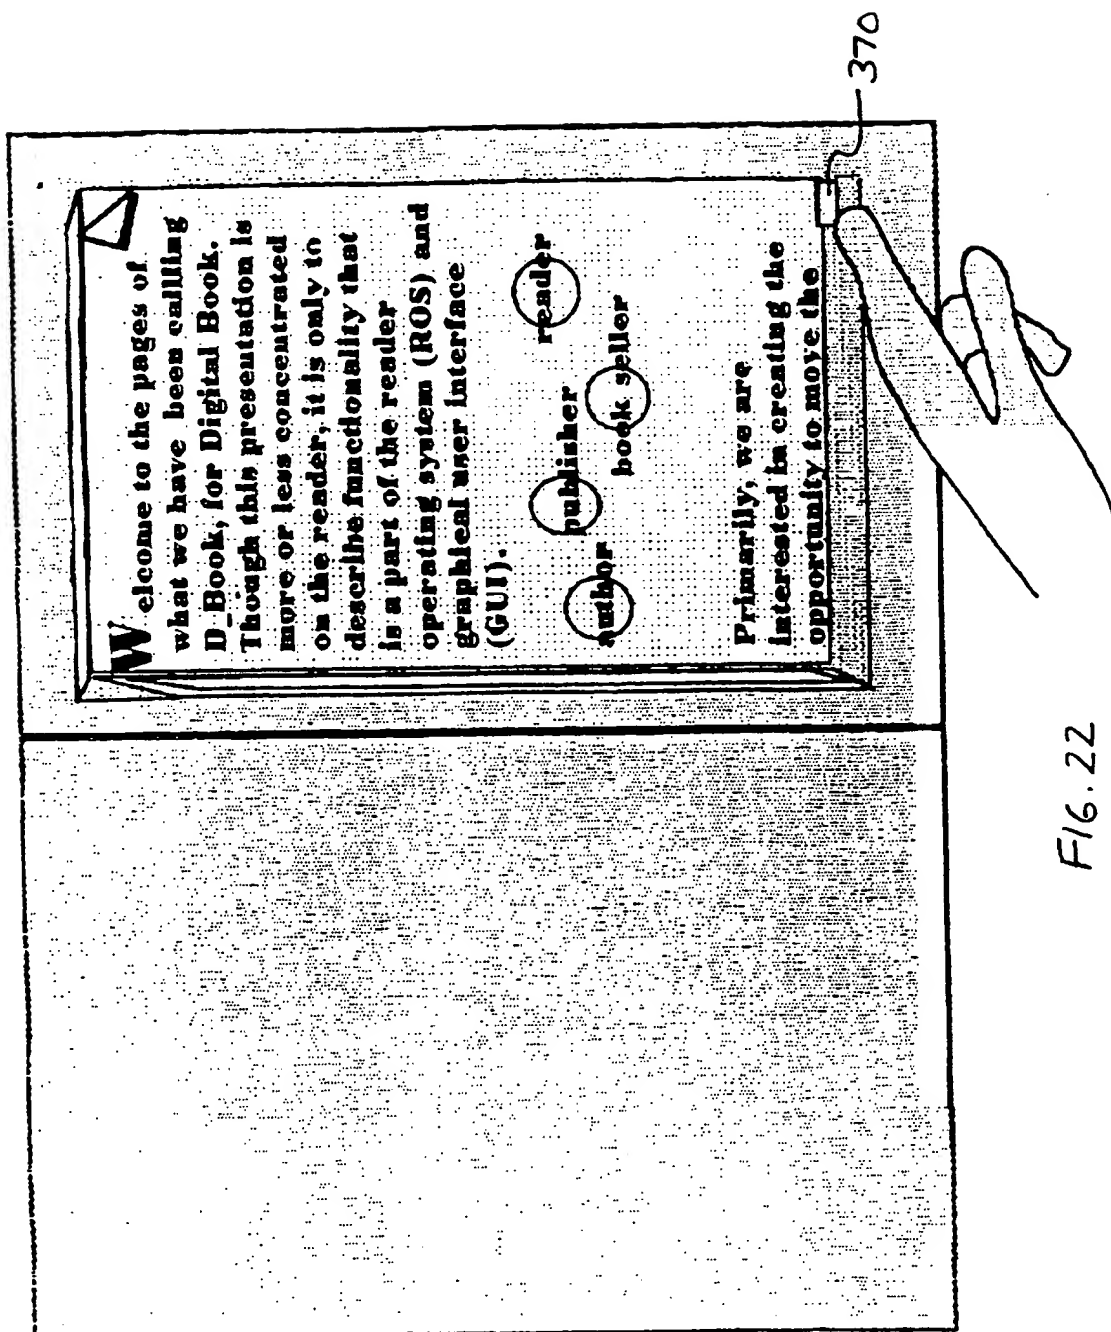 Welcome to the pages of
what we have been calling
D_Book, for Digital Book.
Though this presentation is
more or less concentrated
on the reader, it is only to
describe functionality that
is a part of the reader
operating system (ROS) and
graphical user interface
(GUI).
author
publisher
book seller
reader
Primarily, we are
interested in creating the
opportunity to move the
370
FIG. 22